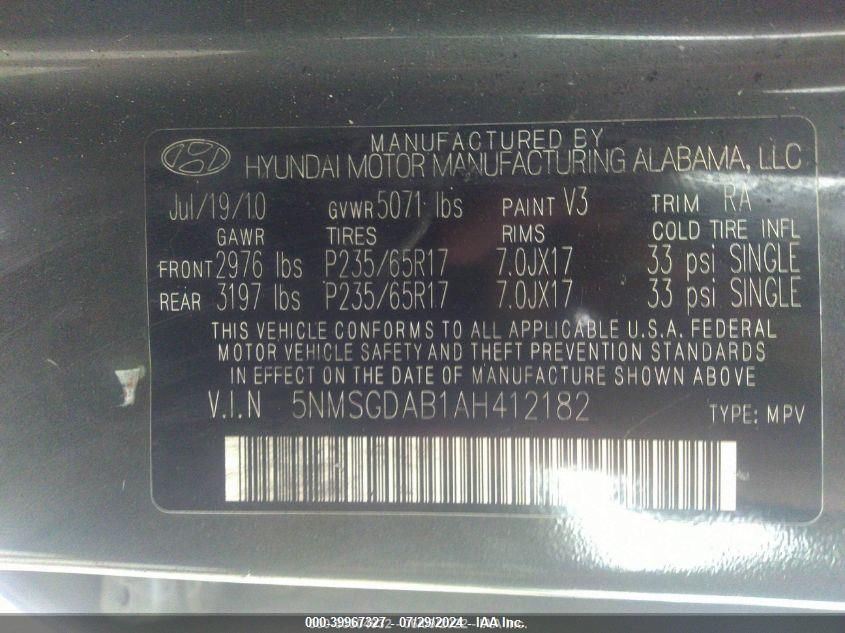 MANUFACTURED BY
HYUNDAI MOTOR MANUFACTURING ALABAMA, LLC
Jul/19/10 GVWR 5071 lbs PAINT V3 TRIM RA
GAWR TIRES RIMS COLD TIRE INFL
FRONT 2976 lbs P235/65R17 7.0JX17 33 psi SINGLE
REAR 3197 lbs P235/65R17 7.0JX17 33 psi SINGLE
THIS VEHICLE CONFORMS TO ALL APPLICABLE U.S.A. FEDERAL
MOTOR VEHICLE SAFETY AND THEFT PREVENTION STANDARDS
IN EFFECT ON THE DATE OF MANUFACTURE SHOWN ABOVE
V.I.N 5NMSGDAB1AH412182 TYPE: MPV
000-39967327 - 07/29/2024 - IAA Inc.